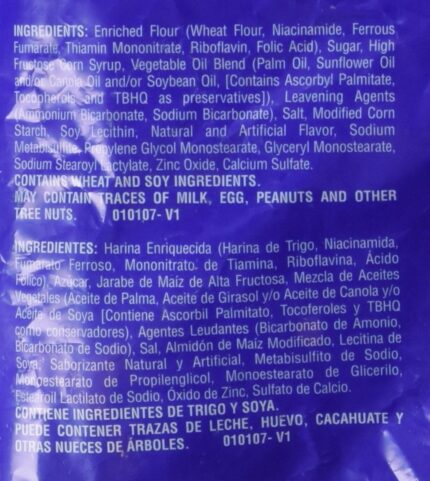 INGREDIENTS: Enriched Flour (Wheat Flour, Niacinamide, Ferrous
Fumarate, Thiamin Mononitrate, Riboflavin, Folic Acid), Sugar, High
Fructose Corn Syrup, Vegetable Oil Blend (Palm Oil, Sunflower Oil
and/or Canola Oil and/or Soybean Oil, [Contains Ascorbyl Palmitate,
Tocopherols and TBHQ as preservatives]), Leavening Agents
(Ammonium Bicarbonate, Sodium Bicarbonate), Salt, Modified Corn
Starch, Soy Lecithin, Natural and Artificial Flavor, Sodium
Metabisulfite, Propylene Glycol Monostearate, Glyceryl Monostearate,
Sodium Stearoyl Lactylate, Zinc Oxide, Calcium Sulfate.
CONTAINS WHEAT AND SOY INGREDIENTS.
MAY CONTAIN TRACES OF MILK, EGG, PEANUTS AND OTHER
TREE NUTS. 010107- V1
INGREDIENTES: Harina Enriquecida (Harina de Trigo, Niacinamida,
Fumarato Ferroso, Mononitrato de Tiamina, Riboflavina, Ácido
Fólico), Azúcar, Jarabe de Maíz de Alta Fructosa, Mezcla de Aceites
Vegetales (Aceite de Palma, Aceite de Girasol y/o Aceite de Canola y/o
Aceite de Soya [Contiene Ascorbil Palmitato, Tocoferoles y TBHQ
como conservadores), Agentes Leudantes (Bicarbonato de Amonio,
Bicarbonato de Sodio), Sal, Almidón de Maíz Modificado, Lecitina de
Soya, Saborizante Natural y Artificial, Metabisulfito de Sodio,
Monoestearato de Propilenglicol, Monoestearato de Glicerilo,
Estearoil Lactilato de Sodio, Óxido de Zinc, Sulfato de Calcio.
CONTIENE INGREDIENTES DE TRIGO Y SOYA.
PUEDE CONTENER TRAZAS DE LECHE, HUEVO, CACAHUATE Y
OTRAS NUECES DE ÁRBOLES. 010107- V1